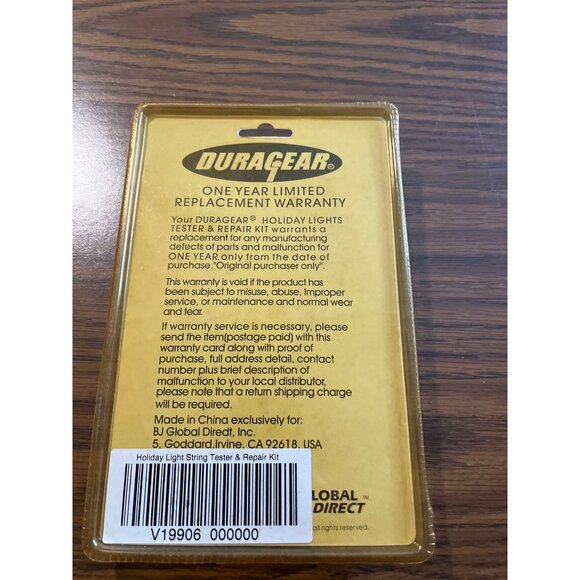 DURAGEAR®
ONE YEAR LIMITED
REPLACEMENT WARRANTY
Your DURAGEAR® HOLIDAY LIGHTS
TESTER & REPAIR KIT warrants a
replacement for any manufacturing
defects of parts and malfunction for
ONE YEAR only from the date of
purchase."Original purchaser only".
This warranty is void if the product has
been subject to misuse, abuse, Improper
service, or maintenance and normal wear
and tear.
If warranty service is necessary, please
send the item(postage paid) with this
warranty card along with proof of
purchase, full address detail, contact
number plus brief description of
malfunction to your local distributor,
please note that a return shipping charge
will be required.
Made in China exclusively for:
BJ Global Diredt, Inc.
5, Goddard,Irvine, CA 92618, USA
Holiday Light String Tester & Repair Kit
V19906 000000
LOBAL™
DIRECT
all rights reserved.